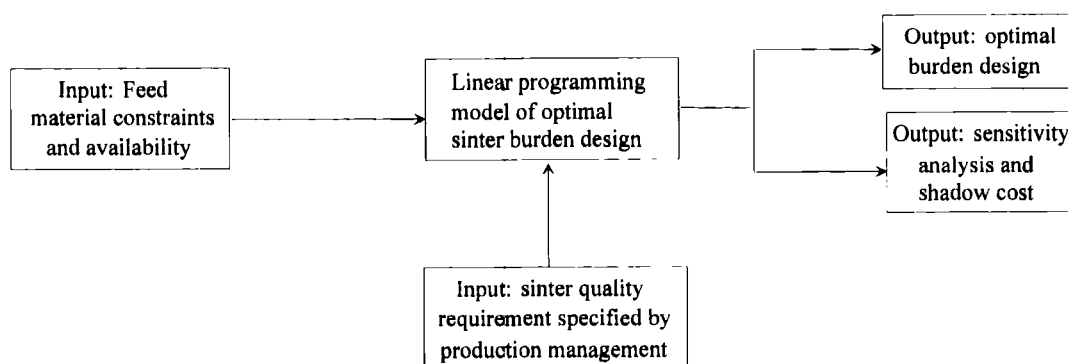 Input: Feed
material constraints
and availability
Linear programming
model of optimal
sinter burden design
Output: optimal
burden design
Output: sensitivity
analysis and
shadow cost
Input: sinter quality
requirement specified by
production management